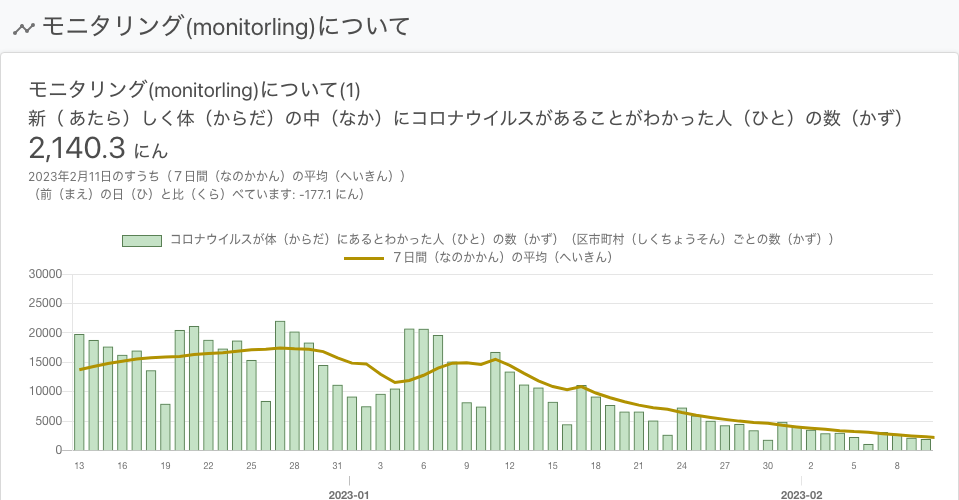 モニタリング(monitorling)について
モニタリング(monitorling)について(1)
新（ あたら）しく体（からだ）の中（なか）にコロナウイルスがあることがわかった人（ひと）の数（かず）
2,140.3 にん
2023年2月11日のすうち（７日間（なのかかん）の平均（へいきん））
（前（まえ）の日（ひ）と比（くら）べています: -177.1 にん）
コロナウイルスが体（からだ）にあるとわかった人（ひと）の数（かず）（区市町村（しくちょうそん）ごとの数（かず））
７日間（なのかかん）の平均（へいきん）
30000
25000
20000
15000
10000
5000
0
13 16 19 22 25 28 31 3 6 9 12 15 18 21 24 27 30 2 5 8
2023-01 2023-02